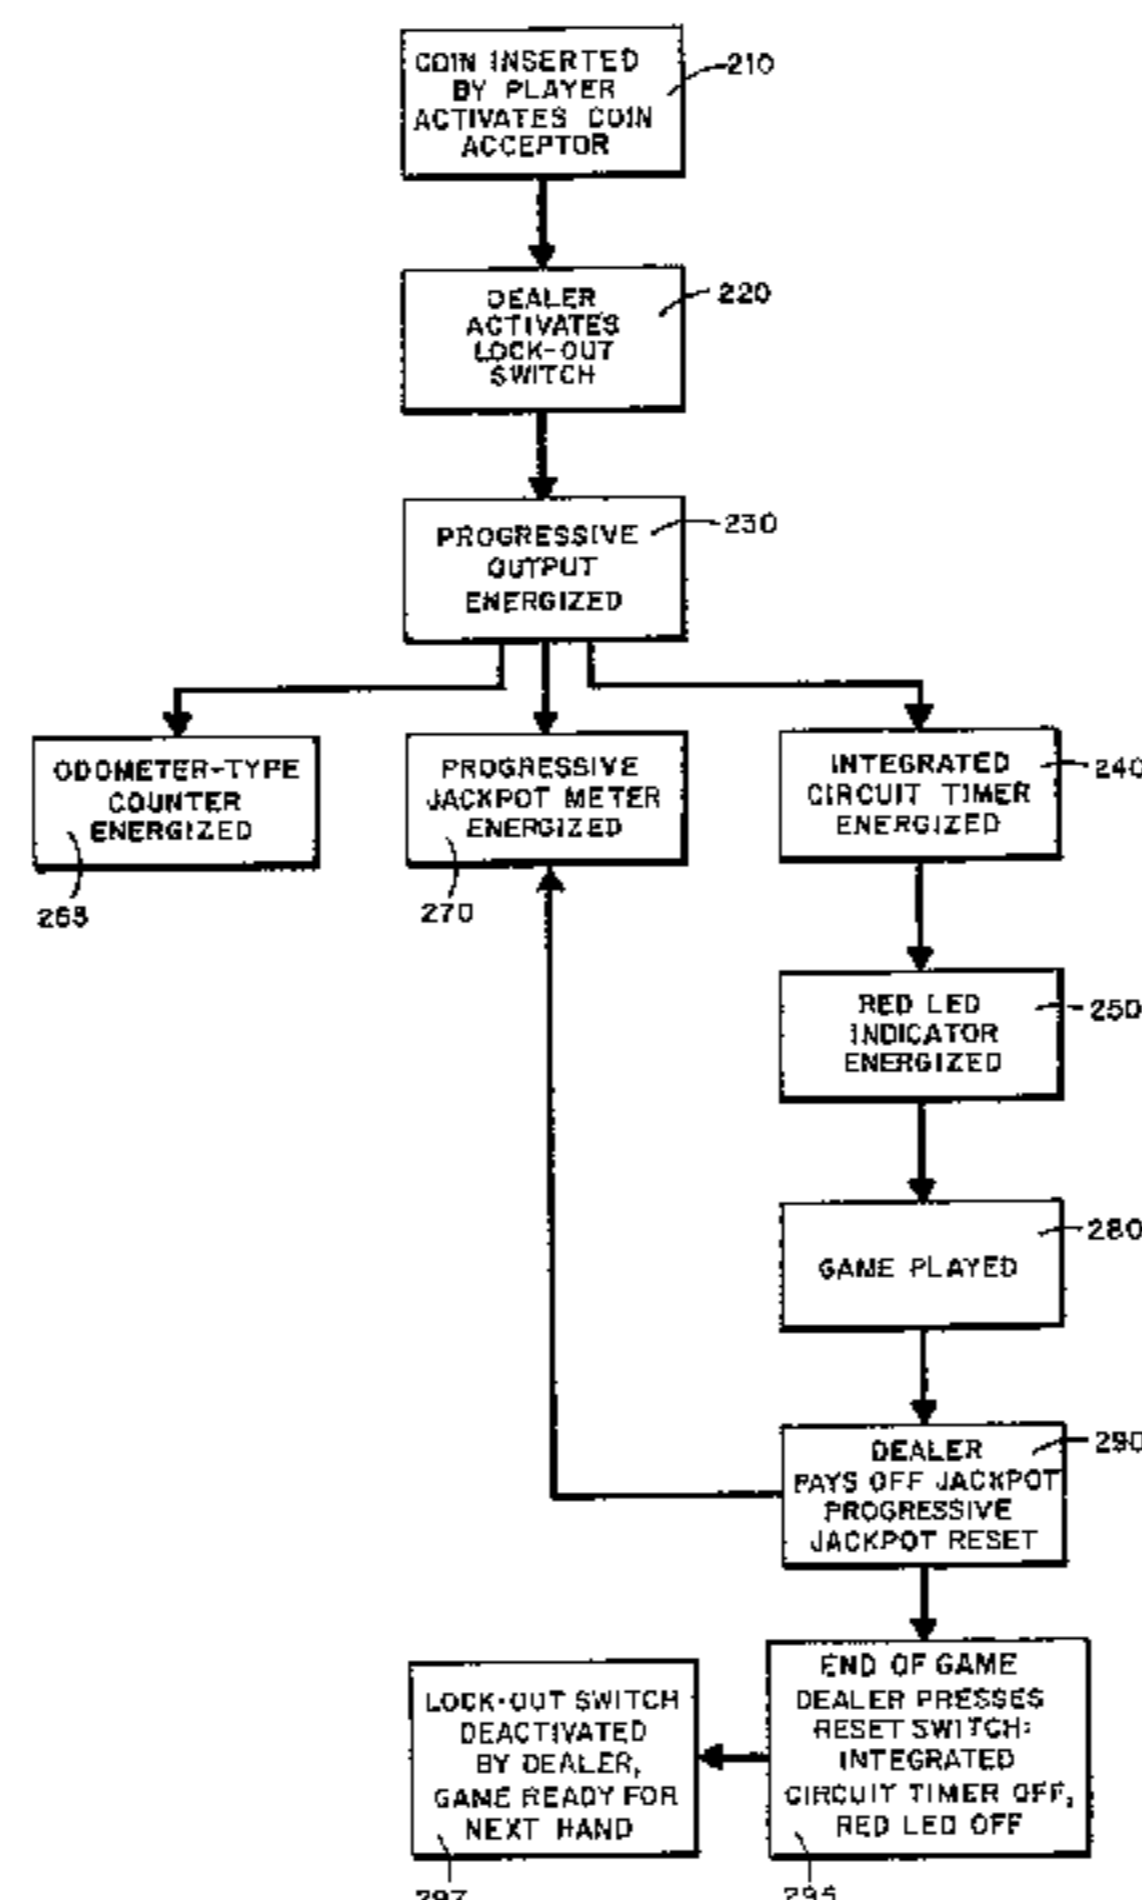 COIN INSERTED
BY PLAYER
ACTIVATES COIN
ACCEPTOR
210
DEALER
ACTIVATES
LOCK-OUT
SWITCH
220
PROGRESSIVE
OUTPUT
ENERGIZED
230
ODOMETER-TYPE
COUNTER
ENERGIZED
265
PROGRESSIVE
JACKPOT METER
ENERGIZED
270
INTEGRATED
CIRCUIT TIMER
ENERGIZED
240
RED LED
INDICATOR
ENERGIZED
250
GAME PLAYED
280
DEALER
PAYS OFF JACKPOT
PROGRESSIVE
JACKPOT RESET
290
END OF GAME
DEALER PRESSES
RESET SWITCH:
INTEGRATED
CIRCUIT TIMER OFF,
RED LED OFF
295
LOCK-OUT SWITCH
DEACTIVATED
BY DEALER,
GAME READY FOR
NEXT HAND
297